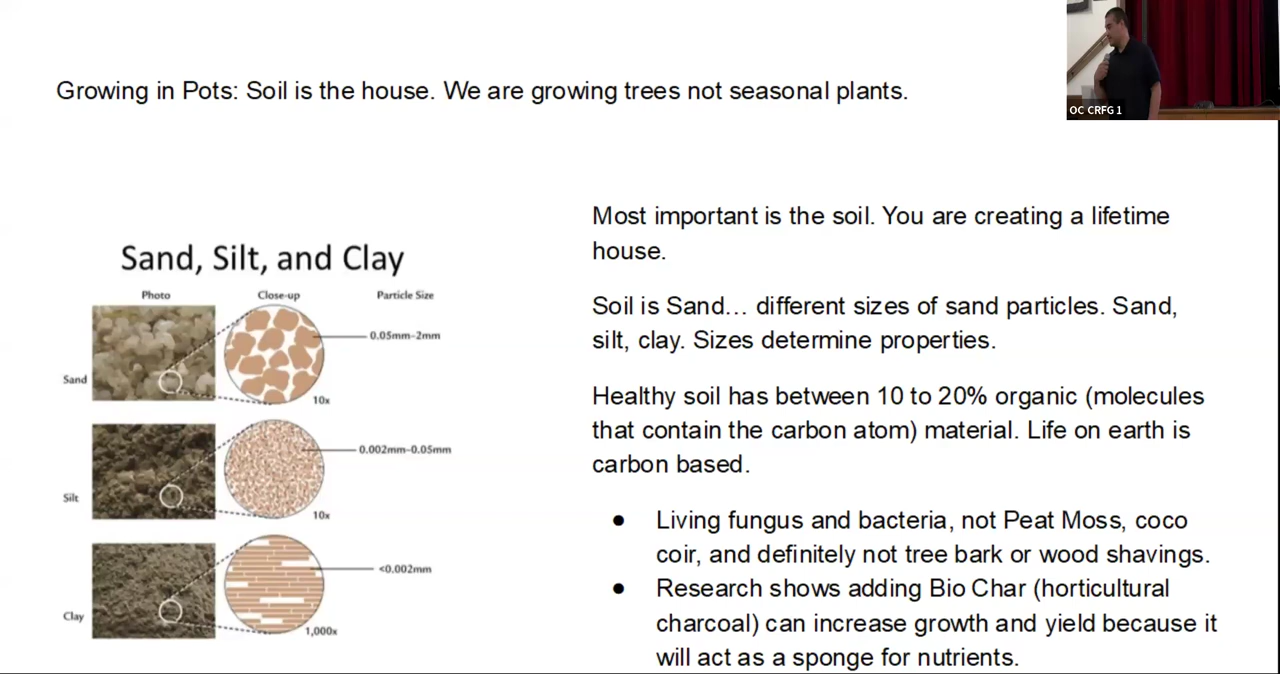 OC CRFG 1
Growing in Pots: Soil is the house. We are growing trees not seasonal plants.
Sand, Silt, and Clay
Photo Close-up Particle Size
0.05mm–2mm
Sand
10x
0.002mm–0.05mm
Silt
10x
<0.002mm
Clay
1,000x
Most important is the soil. You are creating a lifetime
house.
Soil is Sand... different sizes of sand particles. Sand,
silt, clay. Sizes determine properties.
Healthy soil has between 10 to 20% organic (molecules
that contain the carbon atom) material. Life on earth is
carbon based.
● Living fungus and bacteria, not Peat Moss, coco
coir, and definitely not tree bark or wood shavings.
● Research shows adding Bio Char (horticultural
charcoal) can increase growth and yield because it
will act as a sponge for nutrients.